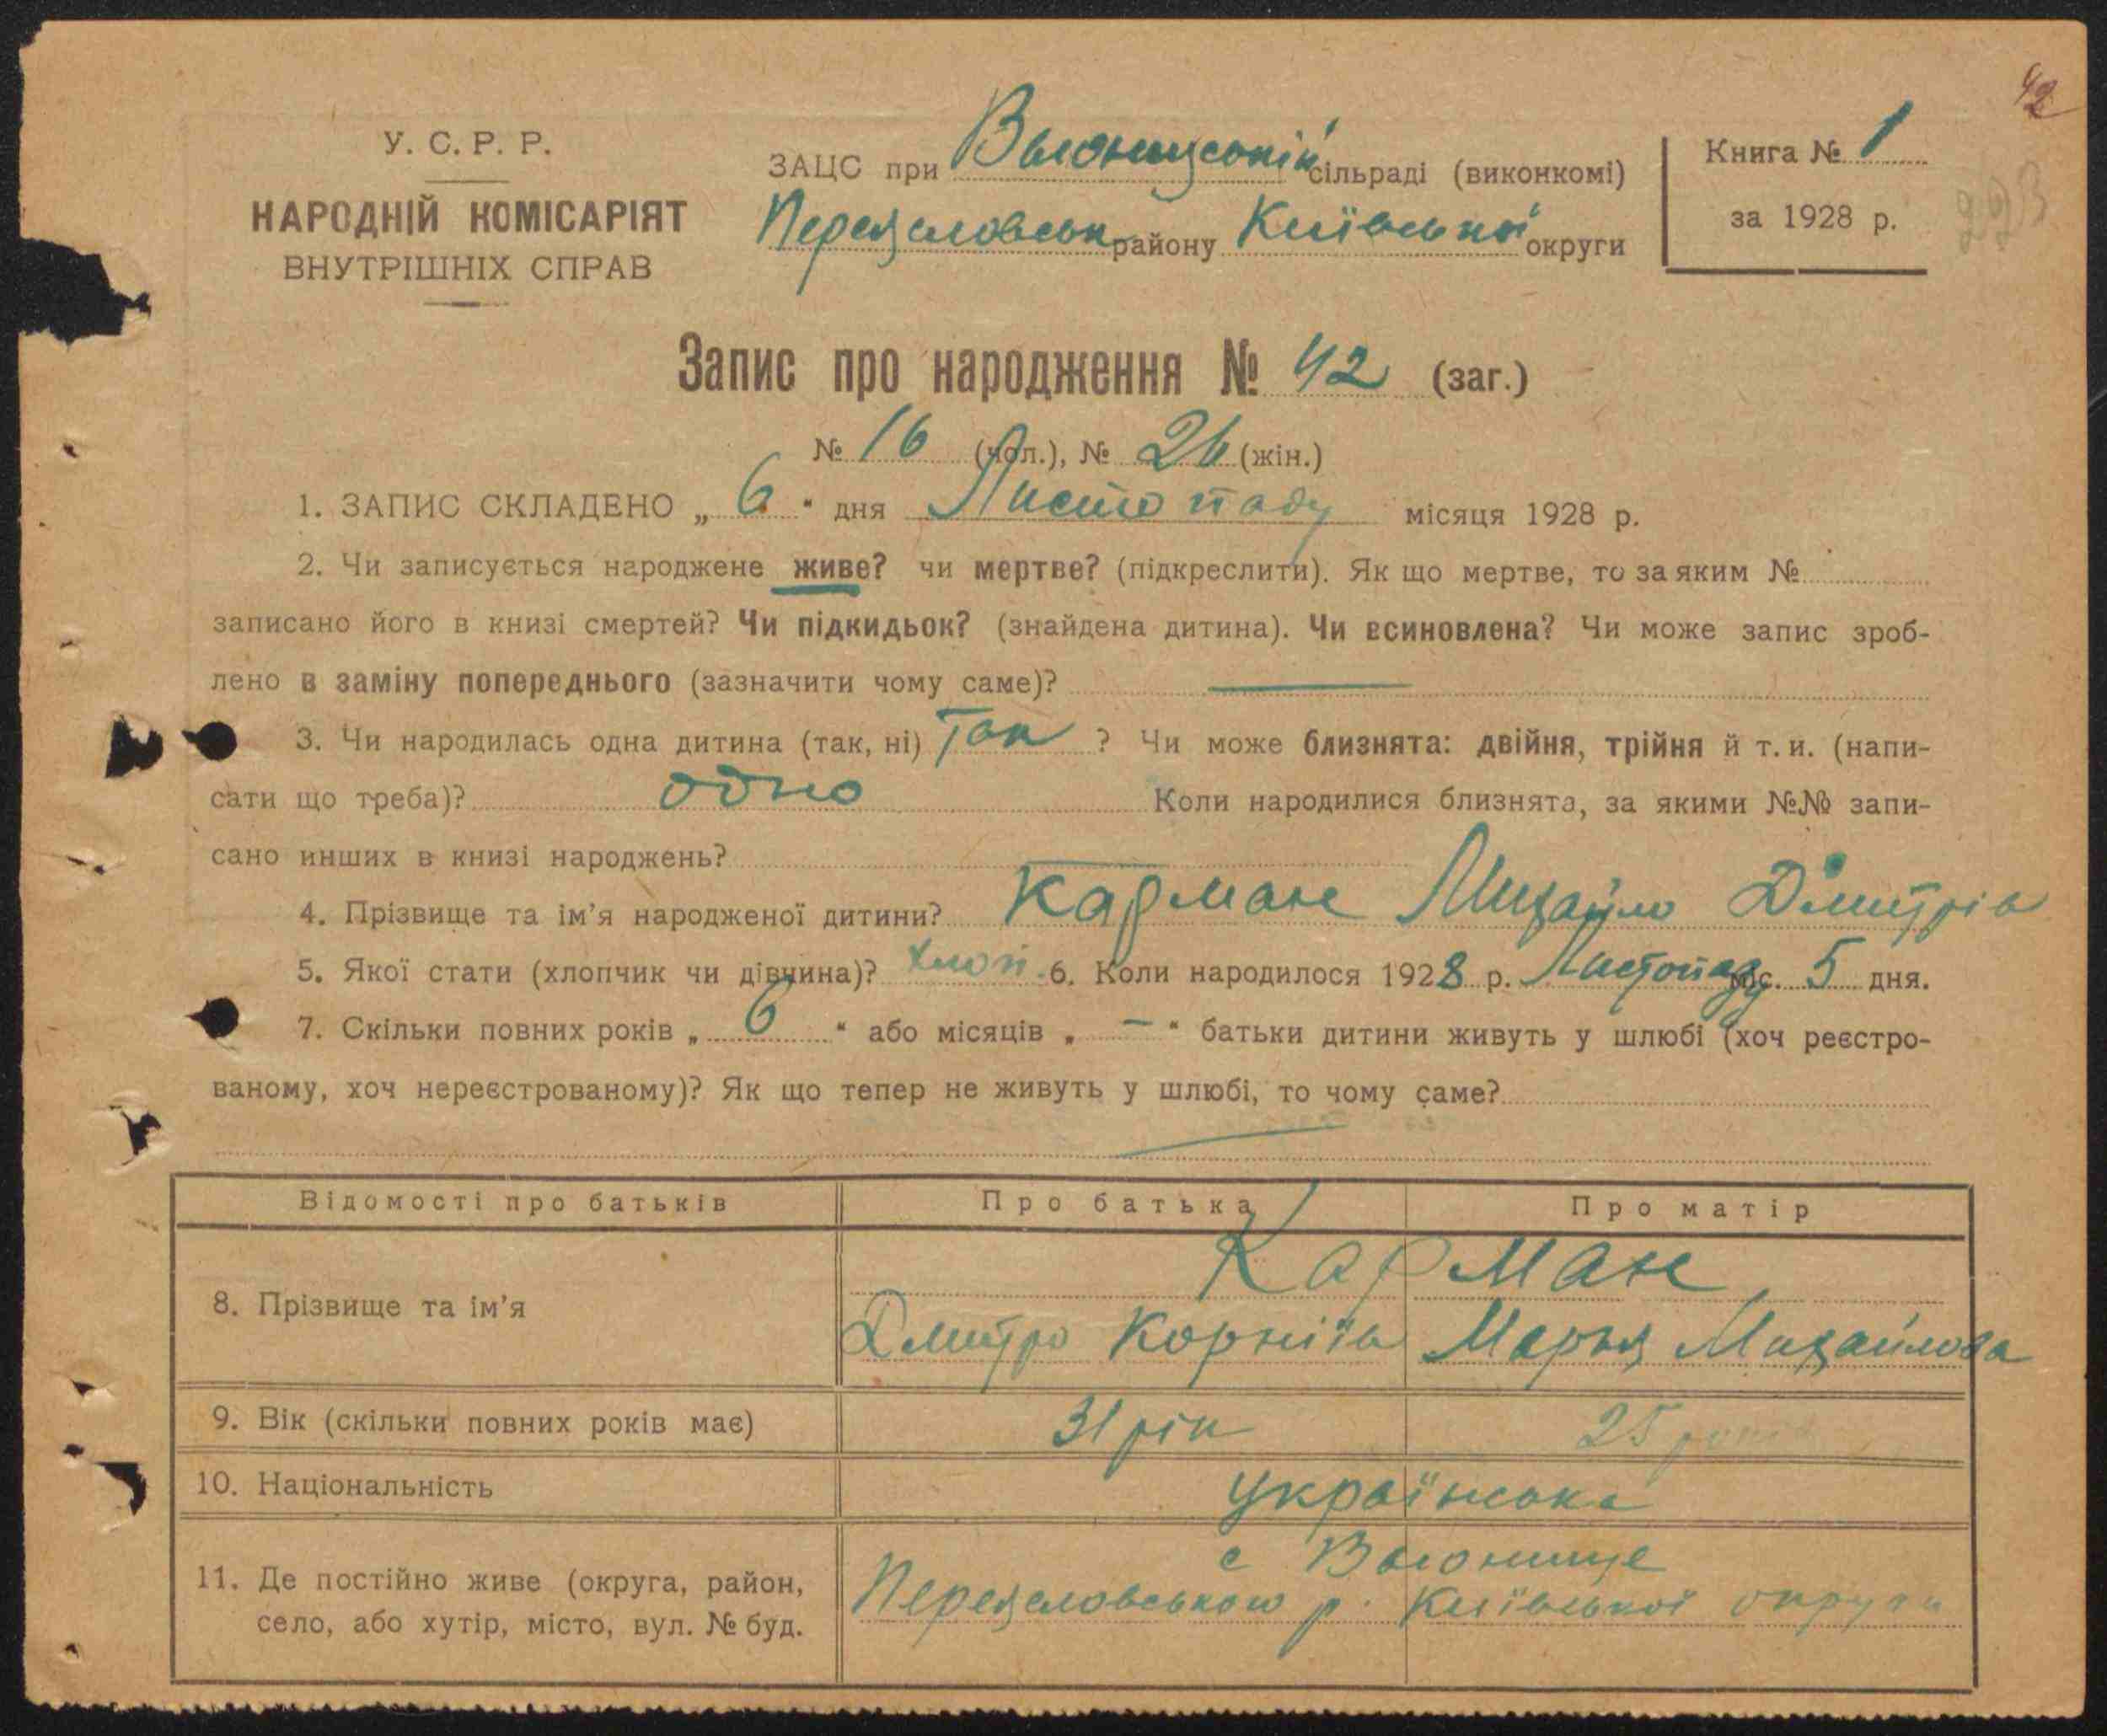 42
У. С. Р. Р.
НАРОДНІЙ КОМІСАРІЯТ
ВНУТРІШНІХ СПРАВ
ЗАЦС при сільраді (виконкомі)
Переяславськ району Київської округи
Книга № 1
за 1928 р.
Запис про народження № 42 (заг.)
№ 16 (чол.), № 26 (жін.)
1. ЗАПИС СКЛАДЕНО „ 6 “ дня Листопаду місяця 1928 р.
2. Чи записується народжене живе? чи мертве? (підкреслити). Як що мертве, то за яким №
записано його в книзі смертей? Чи підкидьок? (знайдена дитина). Чи всиновлена? Чи може запис зроб-
лено в заміну попереднього (зазначити чому саме)? —
3. Чи народилась одна дитина (так, ні) Так ? Чи може близнята: двійня, трійня й т. и. (напи-
сати що треба)? одно Коли народилися близнята, за якими №№ запи-
сано инших в книзі народжень? —
4. Прізвище та ім’я народженої дитини? Карман Михайло Дмитрів
5. Якої стати (хлопчик чи дівчина)? хлоп. 6. Коли народилося 1928 р. Листопаду міс. 5 дня.
7. Скільки повних років „ 6 “ або місяців „ — “ батьки дитини живуть у шлюбі (хоч реєстро-
ваному, хоч нереєстрованому)? Як що тепер не живуть у шлюбі, то чому саме?
—
Відомості про батьків Про батька Про матір
Карман
8. Прізвище та ім’я Дмитро Корніїв Марья Михайлова
9. Вік (скільки повних років має) 31 рік 25 років
10. Національність українська
с Вьюнище
11. Де постійно живе (округа, район, Переяславського р. Київської округи
село, або хутір, місто, вул. № буд.